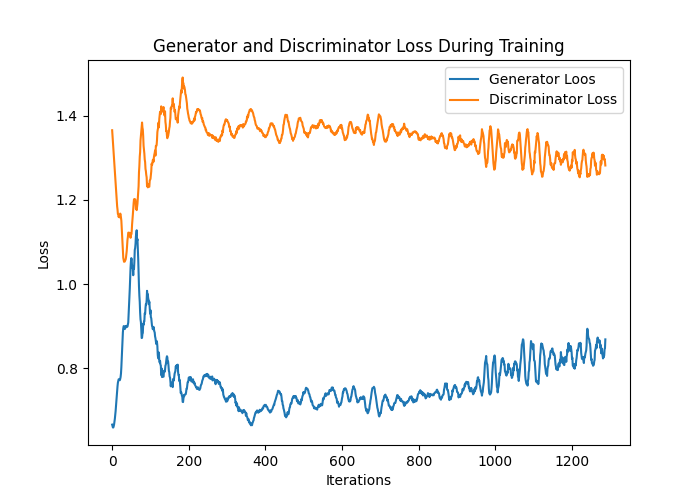 Generator and Discriminator Loss During Training
Generator Loos
Discriminator Loss
1.4
1.2
1.0
0.8
Loss
0
200
400
600
800
1000
1200
Iterations